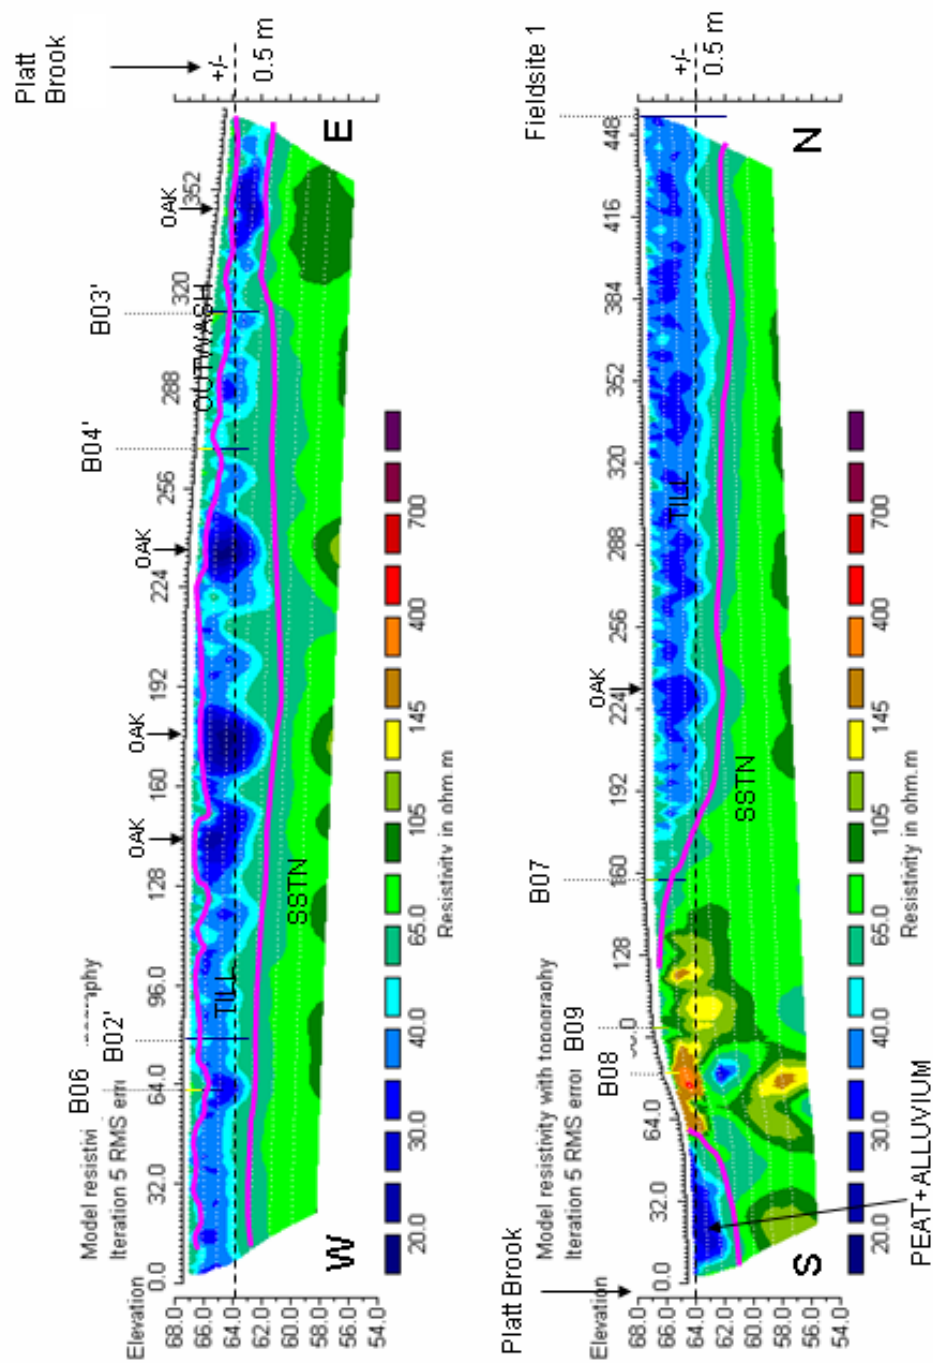 Platt
Brook
B06
B02'
B04'
B03'
OAK
OAK
OAK
OAK
+/-
0.5 m
Model resistivi
Iteration 5 RMS err
Elevation
0.0 32.0 64.0 96.0 128 160 192 224 256 288 320 352
68.0
66.0
64.0
62.0
60.0
58.0
56.0
54.0
OUTWASH
TILL
SSTN
W
E
20.0 30.0 40.0 65.0 105 145 400 700
Resistivity in ohm.m
Platt Brook
B08
B09
B07
OAK
Fieldsite 1
+/-
0.5 m
Model resistivity with topography
Iteration 5 RMS error
Elevation
0.0 32.0 64.0 128 160 192 224 256 288 320 352 384 416 448
68.0
66.0
64.0
62.0
60.0
58.0
56.0
54.0
TILL
SSTN
S
N
20.0 30.0 40.0 65.0 105 145 400 700
Resistivity in ohm.m
PEAT+ALLUVIUM